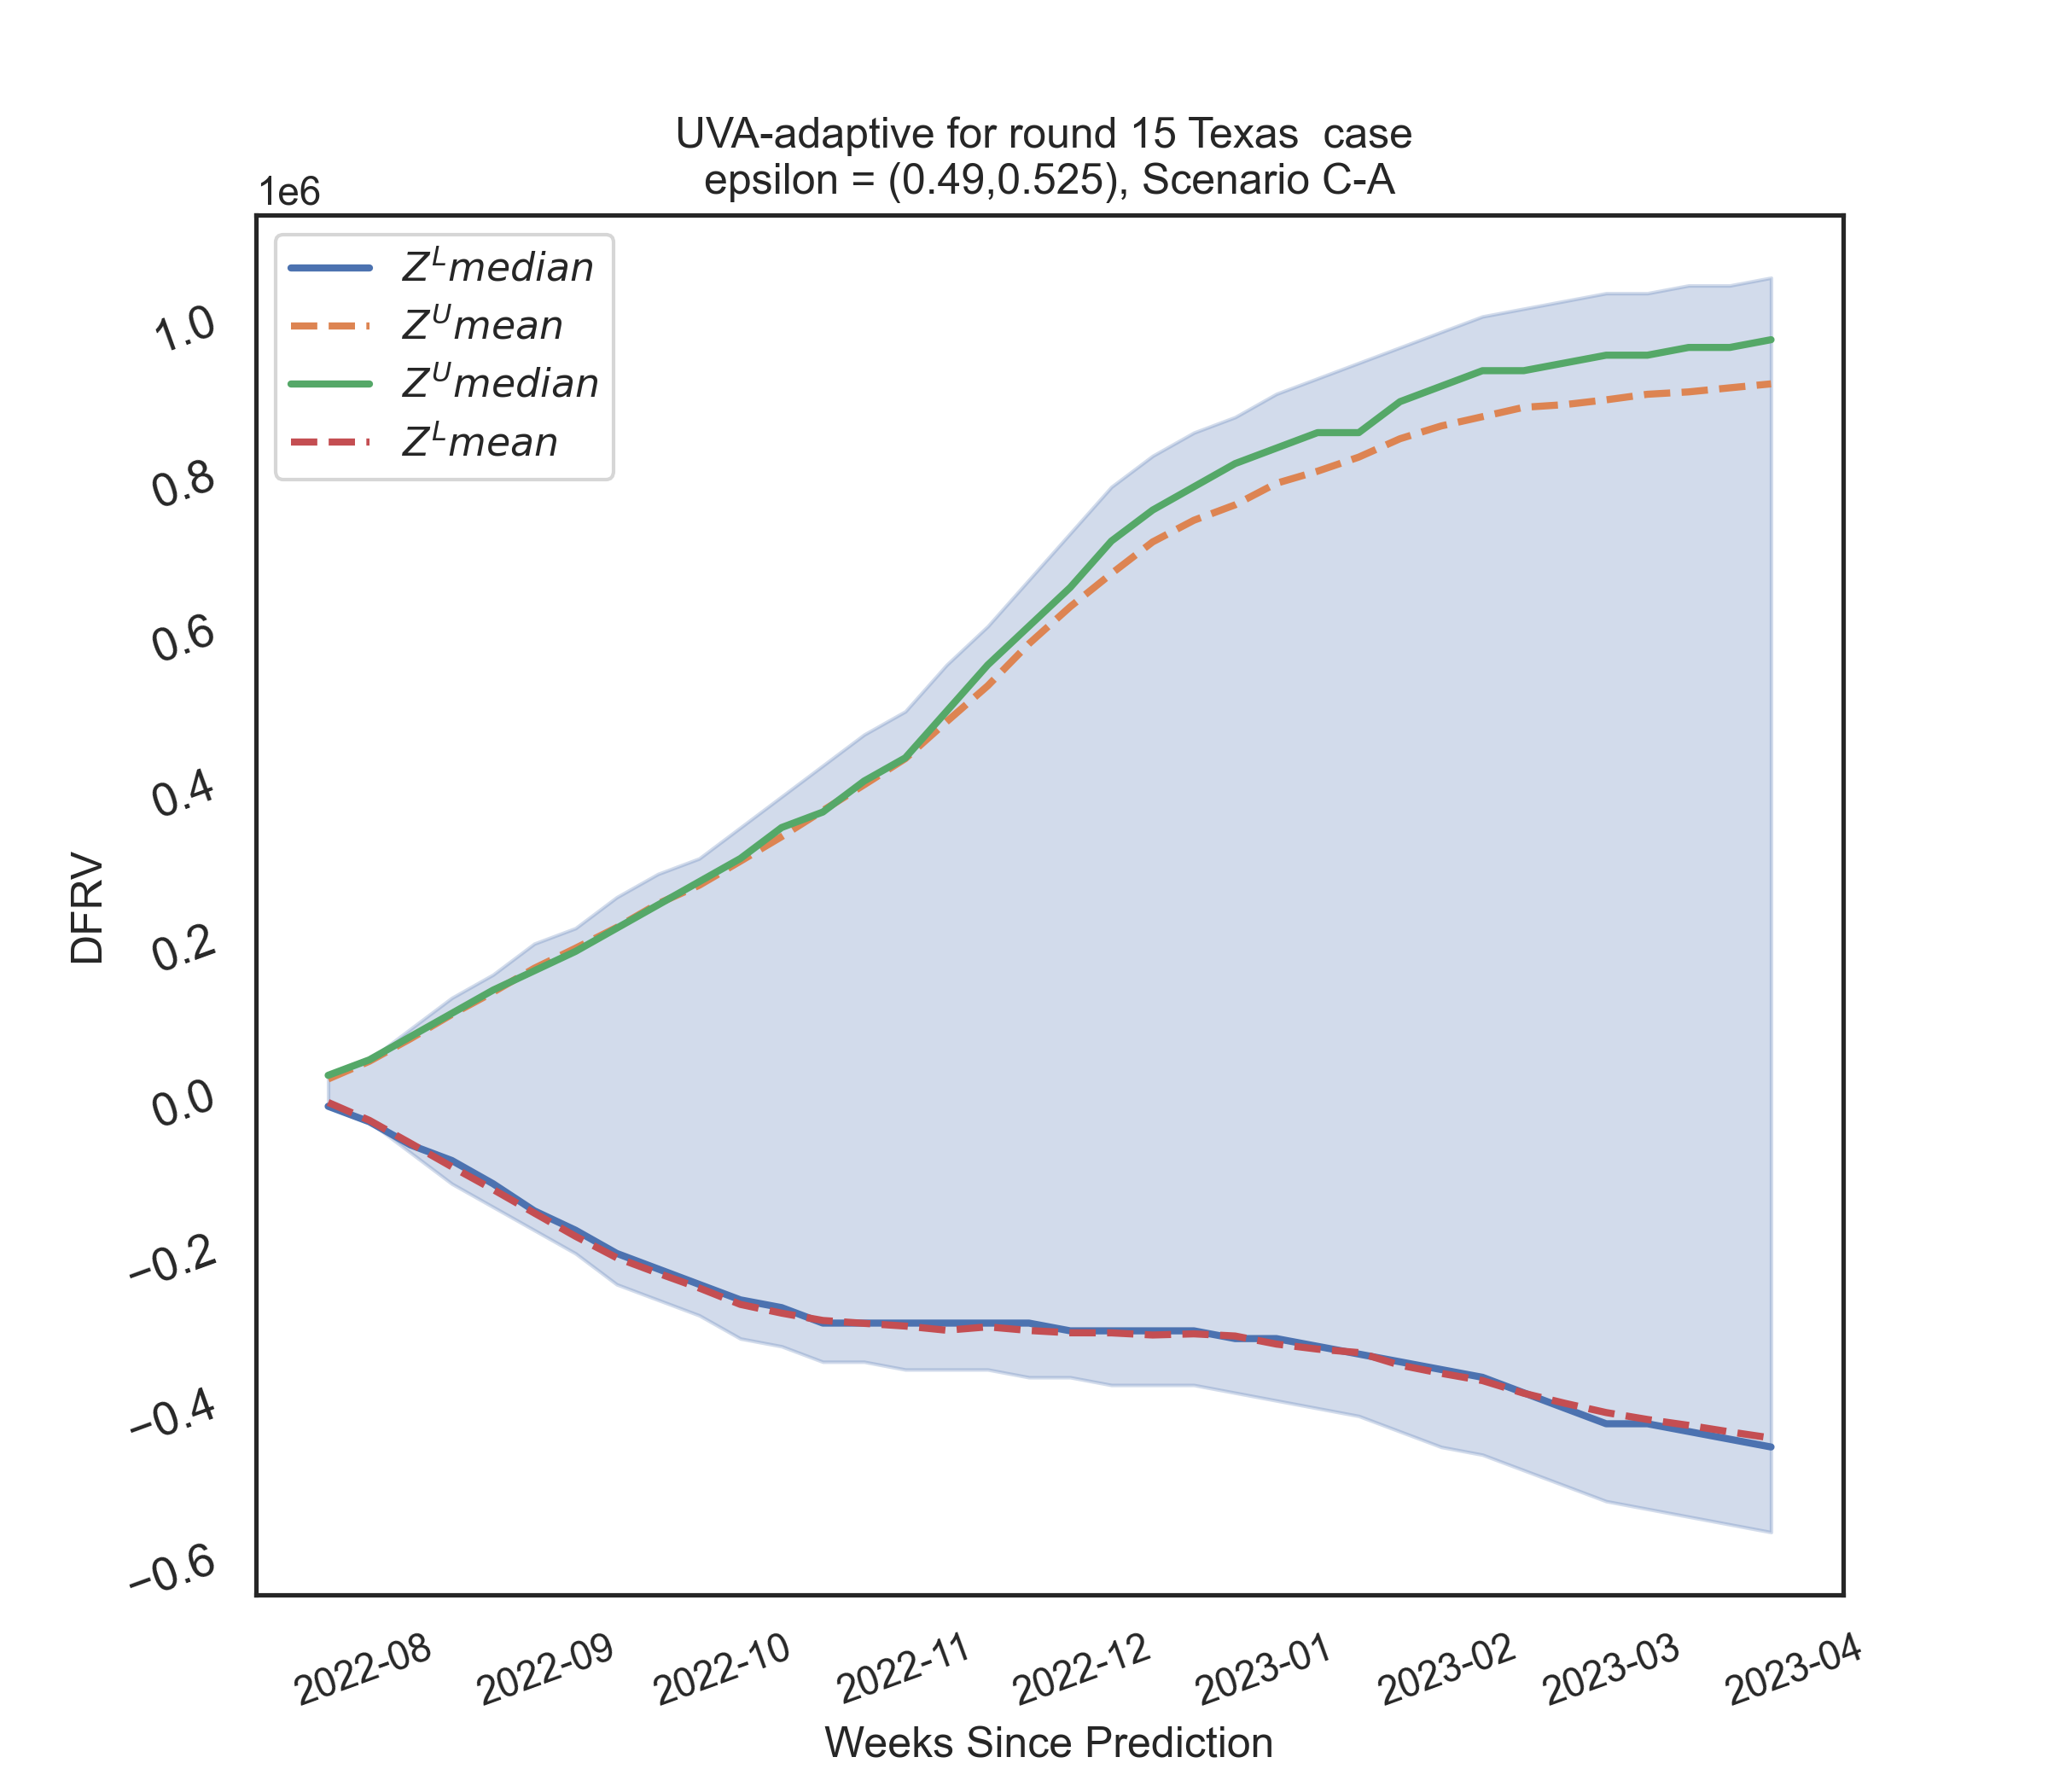 UVA-adaptive for round 15 Texas  case
epsilon = (0.49,0.525), Scenario C-A
1e6
Z^L median
Z^U mean
Z^U median
Z^L mean
1.0
0.8
0.6
0.4
0.2
0.0
−0.2
−0.4
−0.6
DFRV
2022-08
2022-09
2022-10
2022-11
2022-12
2023-01
2023-02
2023-03
2023-04
Weeks Since Prediction